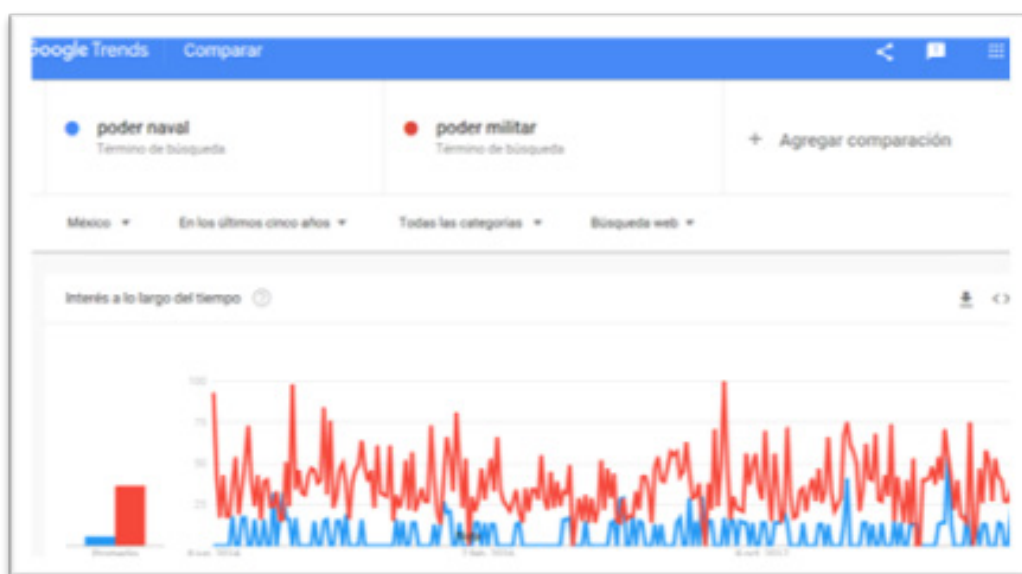 Google Trends Comparar
poder naval
Término de búsqueda
poder militar
Término de búsqueda
+ Agregar comparación
México
En los últimos cinco años
Todas las categorías
Búsqueda web
Interés a lo largo del tiempo
100
75
50
25
Promedio